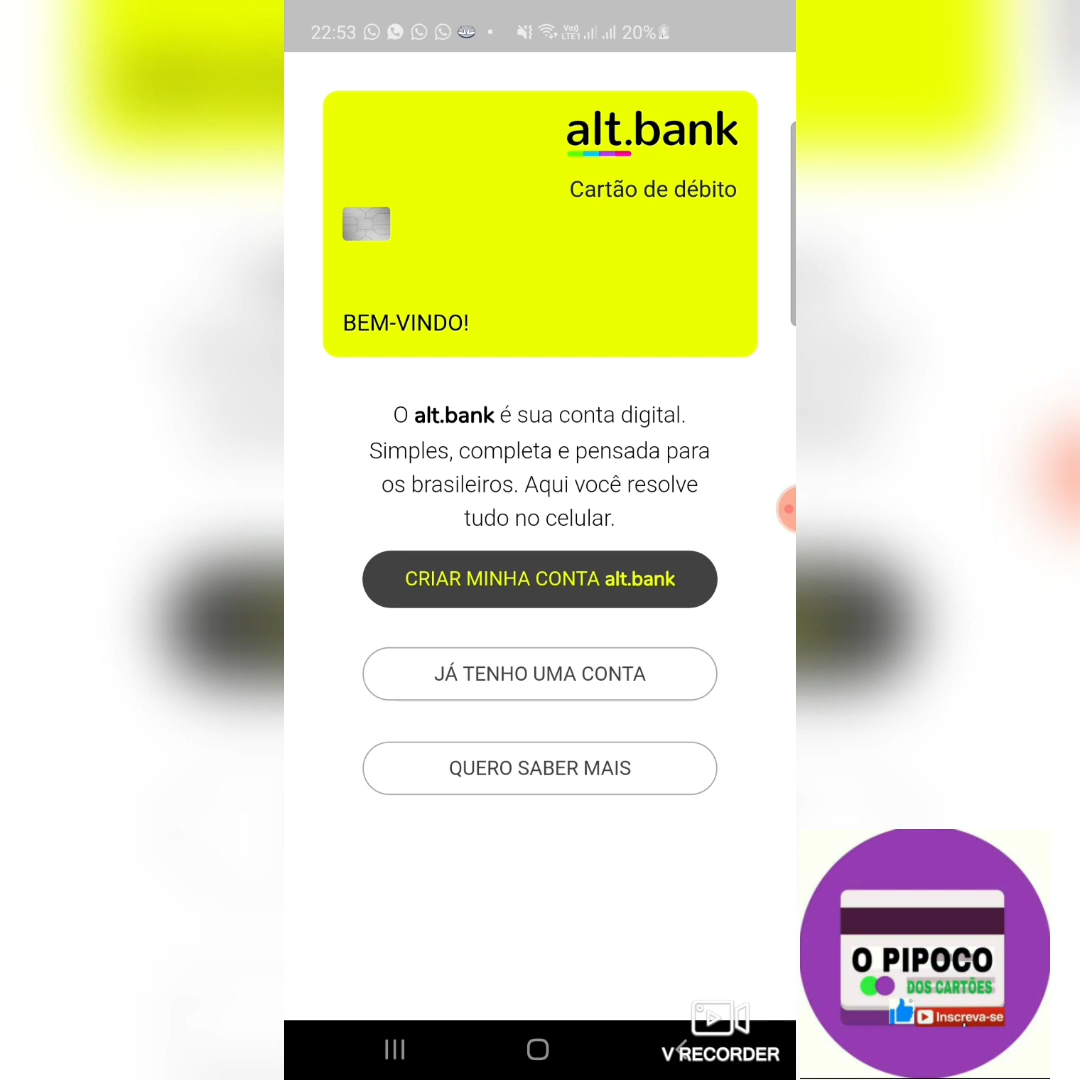 22:53
Vo))
LTE1
20%
alt.bank
Cartão de débito
BEM-VINDO!
O alt.bank é sua conta digital.
Simples, completa e pensada para
os brasileiros. Aqui você resolve
tudo no celular.
CRIAR MINHA CONTA alt.bank
JÁ TENHO UMA CONTA
QUERO SABER MAIS
O PIPOCO
DOS CARTÕES
Inscreva-se
V RECORDER